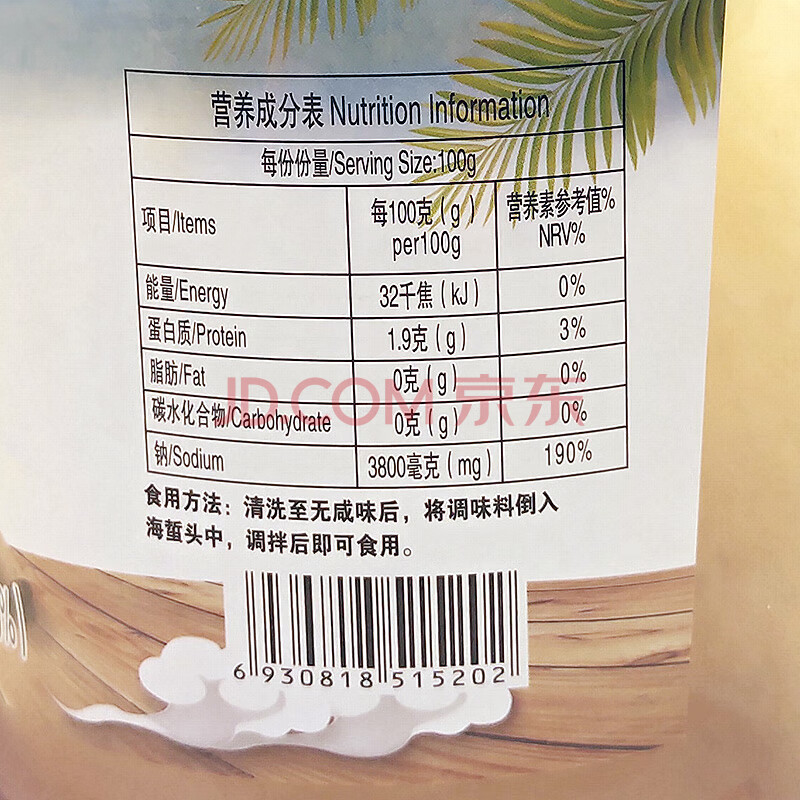 营养成分表 Nutrition Information
每份份量/Serving Size:100g
项目/Items
每100克(g)
per100g
营养素参考值%
NRV%
能量/Energy 32千焦(kJ) 0%
蛋白质/Protein 1.9克(g) 3%
脂肪/Fat 0克(g) 0%
碳水化合物/Carbohydrate 0克(g) 0%
钠/Sodium 3800毫克(mg) 190%
JD.COM 京东
食用方法：清洗至无咸味后，将调味料倒入
海蜇头中，调拌后即可食用。
6 930818 515202